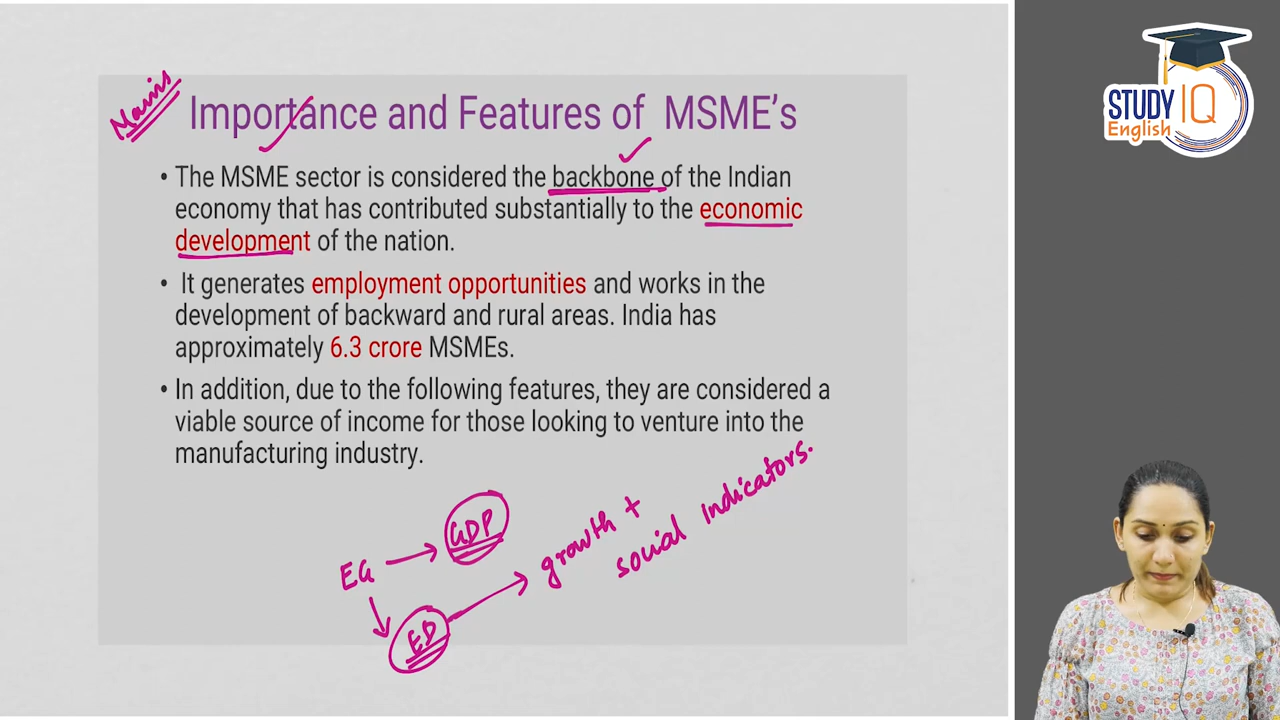 Mains
Importance and Features of MSME's
• The MSME sector is considered the backbone of the Indian
economy that has contributed substantially to the economic
development of the nation.
• It generates employment opportunities and works in the
development of backward and rural areas. India has
approximately 6.3 crore MSMEs.
• In addition, due to the following features, they are considered a
viable source of income for those looking to venture into the
manufacturing industry.
EG → GDP
ED → growth +
social indicators.
STUDY IQ
English